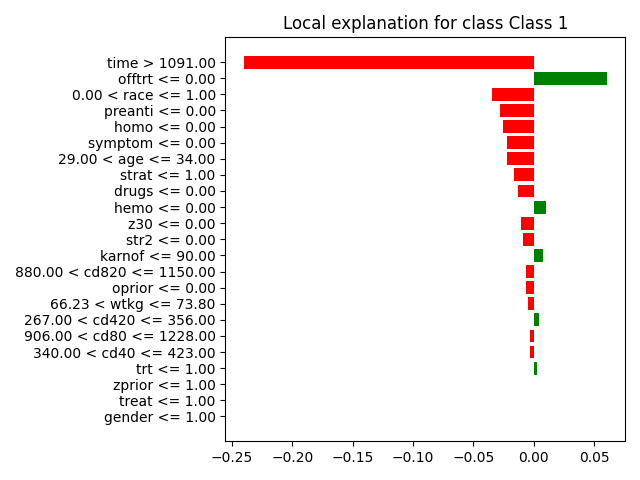 Local explanation for class Class 1
time > 1091.00
offtrt <= 0.00
0.00 < race <= 1.00
preanti <= 0.00
homo <= 0.00
symptom <= 0.00
29.00 < age <= 34.00
strat <= 1.00
drugs <= 0.00
hemo <= 0.00
z30 <= 0.00
str2 <= 0.00
karnof <= 90.00
880.00 < cd820 <= 1150.00
oprior <= 0.00
66.23 < wtkg <= 73.80
267.00 < cd420 <= 356.00
906.00 < cd80 <= 1228.00
340.00 < cd40 <= 423.00
trt <= 1.00
zprior <= 1.00
treat <= 1.00
gender <= 1.00
−0.25 −0.20 −0.15 −0.10 −0.05 0.00 0.05